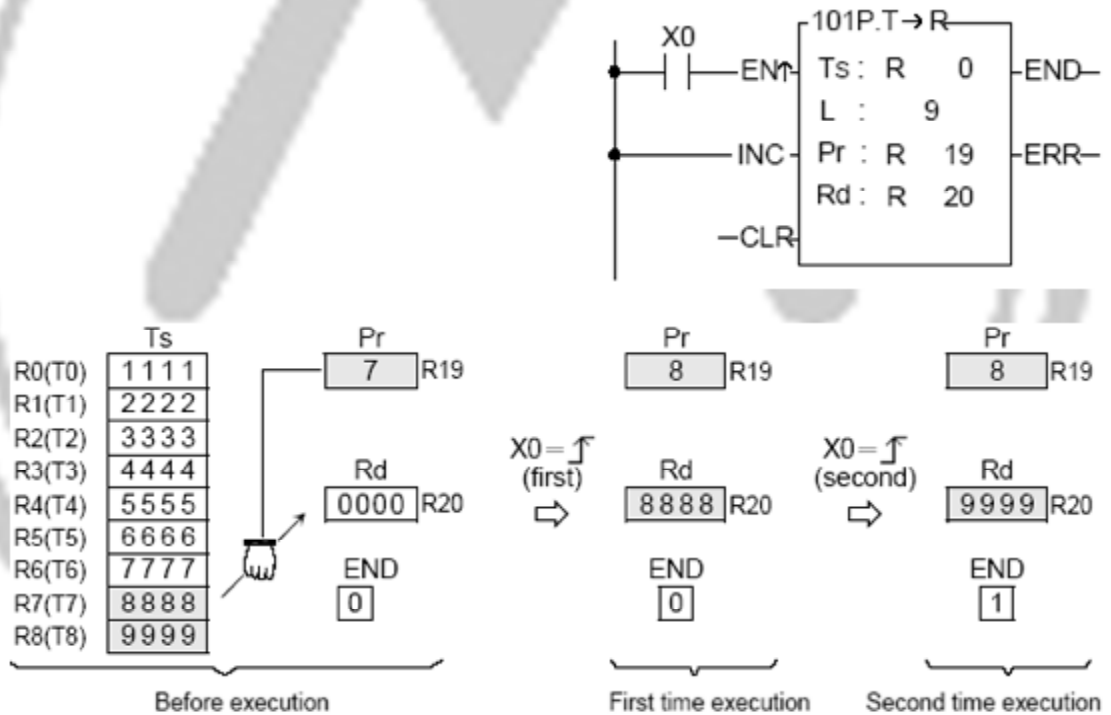 101P.T→R
X0
EN↑ Ts : R 0 END
L : 9
INC Pr : R 19 ERR
Rd : R 20
CLR
Ts Pr Pr Pr
R0(T0) 1111 7 R19 8 R19 8 R19
R1(T1) 2222
R2(T2) 3333
R3(T3) 4444 Rd X0= (first) Rd X0= (second) Rd
R4(T4) 5555 0000 R20 8888 R20 9999 R20
R5(T5) 6666
R6(T6) 7777 END END END
R7(T7) 8888 0 0 1
R8(T8) 9999
Before execution First time execution Second time execution